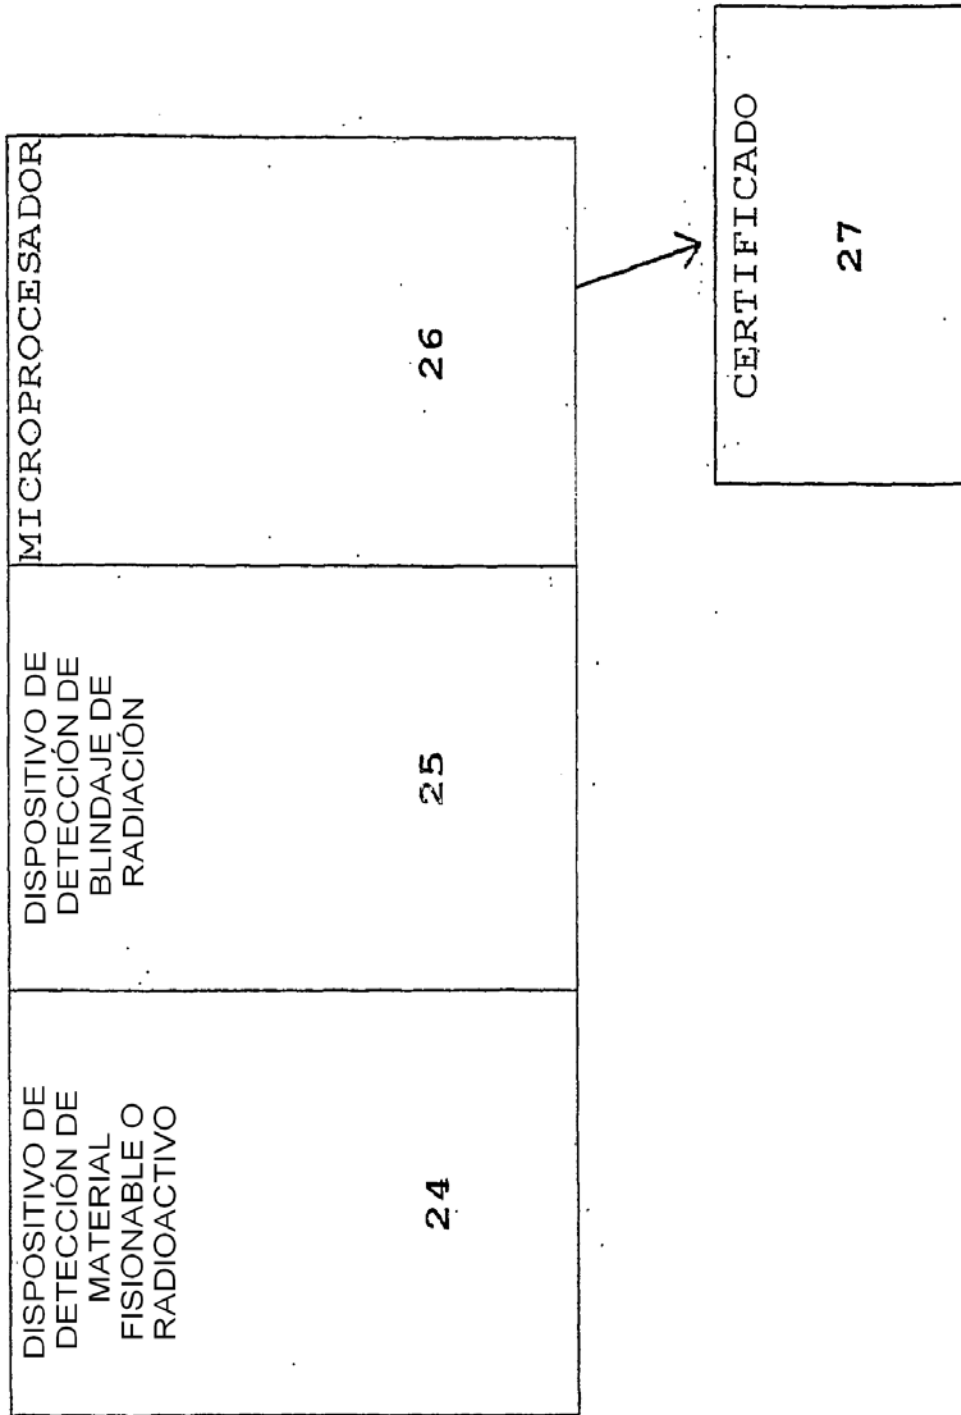 DISPOSITIVO DE
DETECCIÓN DE
MATERIAL
FISIONABLE O
RADIOACTIVO
24
DISPOSITIVO DE
DETECCIÓN DE
BLINDAJE DE
RADIACIÓN
25
MICROPROCESADOR
26
CERTIFICADO
27